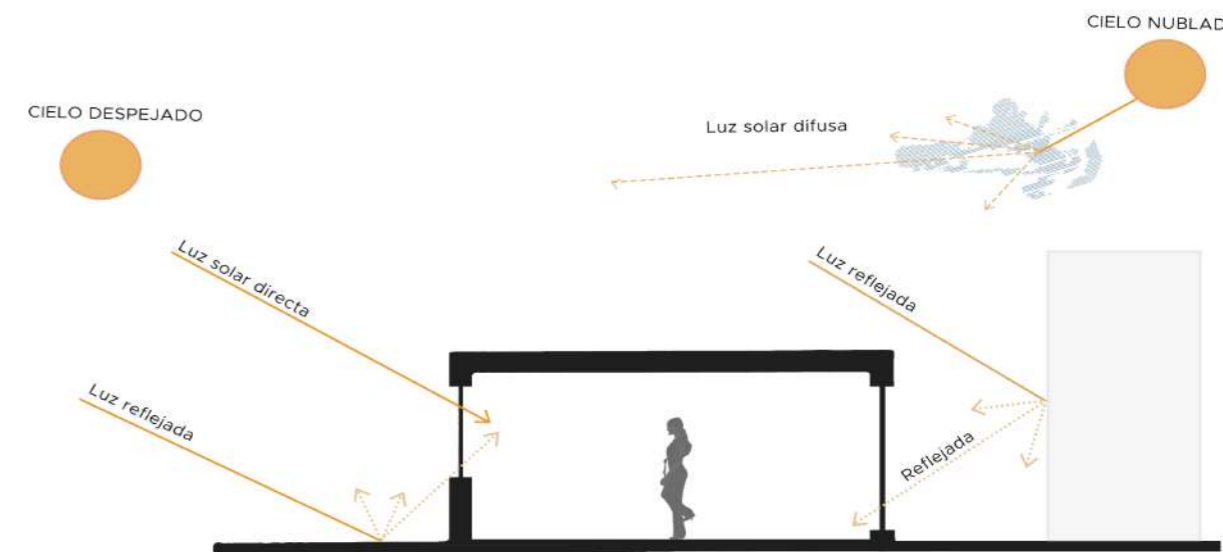 CIELO NUBLAD
CIELO DESPEJADO
Luz solar difusa
Luz solar directa
Luz reflejada
Luz reflejada
Reflejada